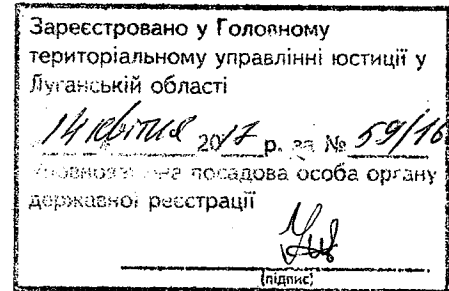 Зареєстровано у Головному
територіальному управлінні юстиції у
Луганській області
14 квітня 2017 р. за № 59/16
посадова особа органу
державної реєстрації
(підпис)